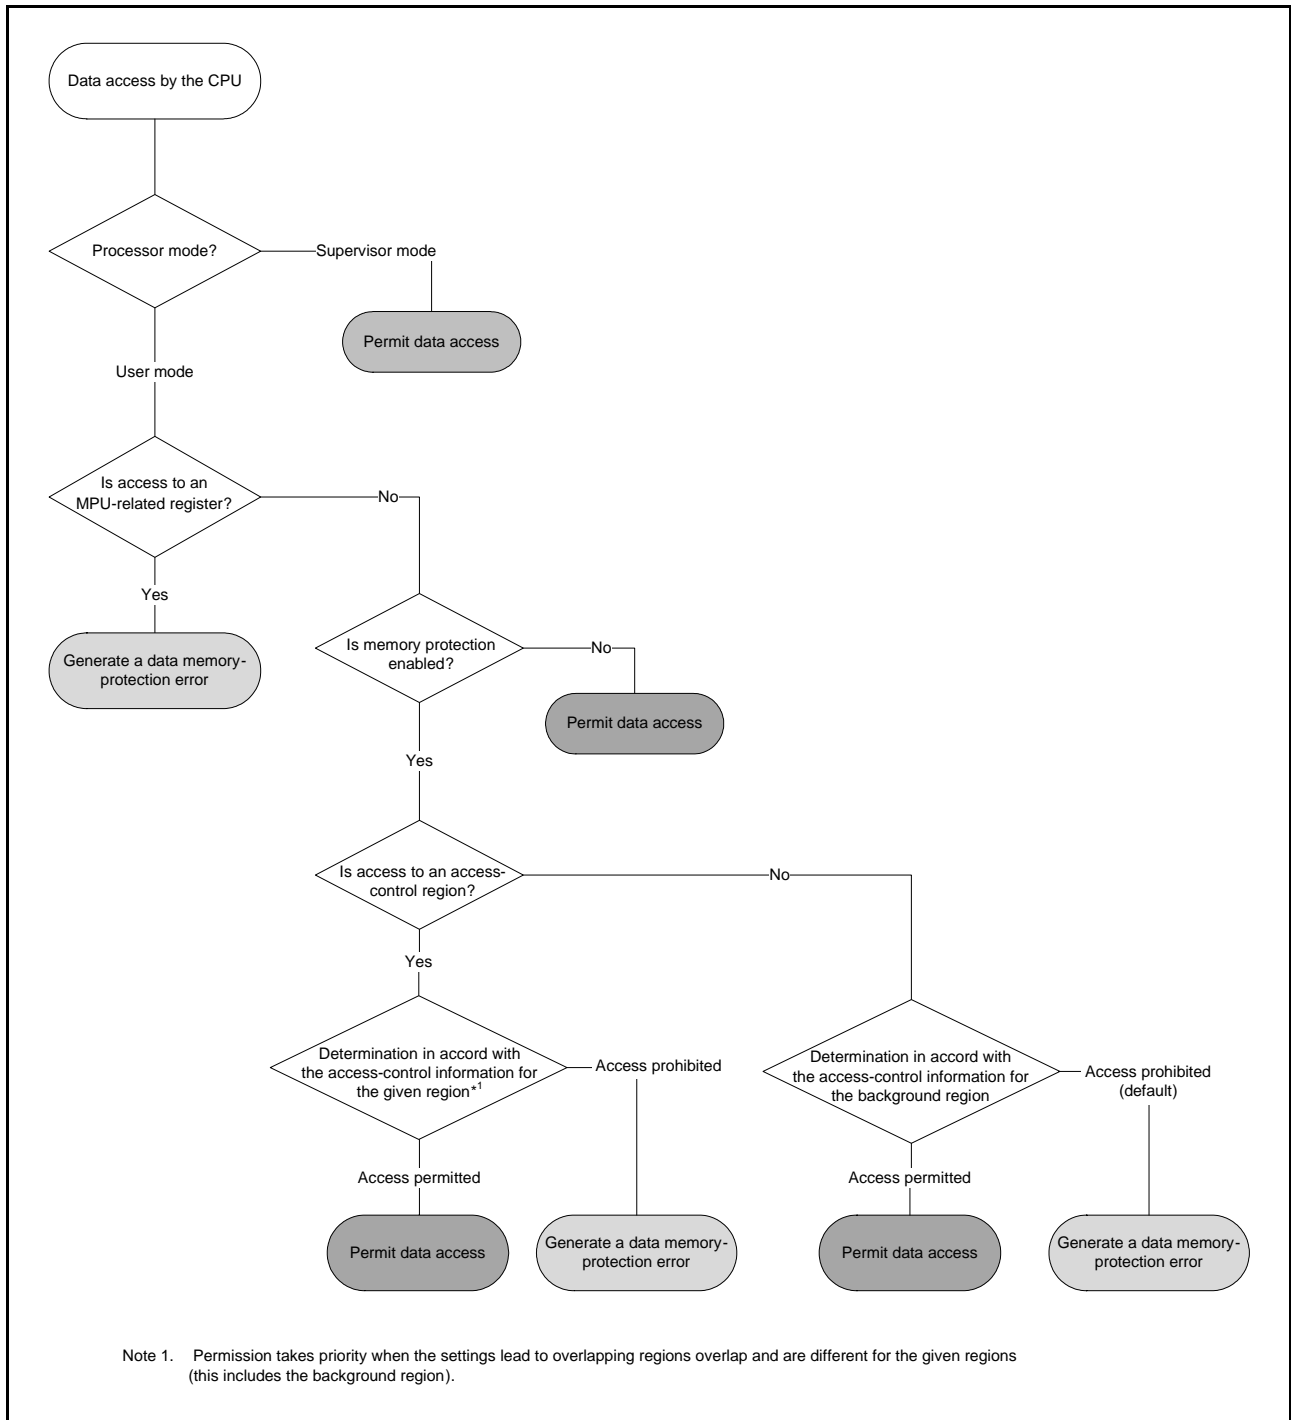 Data access by the CPU
Processor mode?
Supervisor mode
Permit data access
User mode
Is access to an
MPU-related register?
No
Yes
Generate a data memory-
protection error
Is memory protection
enabled?
No
Permit data access
Yes
Is access to an access-
control region?
No
Yes
Determination in accord with
the access-control information for
the given region*1
Access prohibited
Determination in accord with
the access-control information for
the background region
Access prohibited
(default)
Access permitted
Access permitted
Permit data access
Generate a data memory-
protection error
Permit data access
Generate a data memory-
protection error
Note 1. Permission takes priority when the settings lead to overlapping regions overlap and are different for the given regions
(this includes the background region).